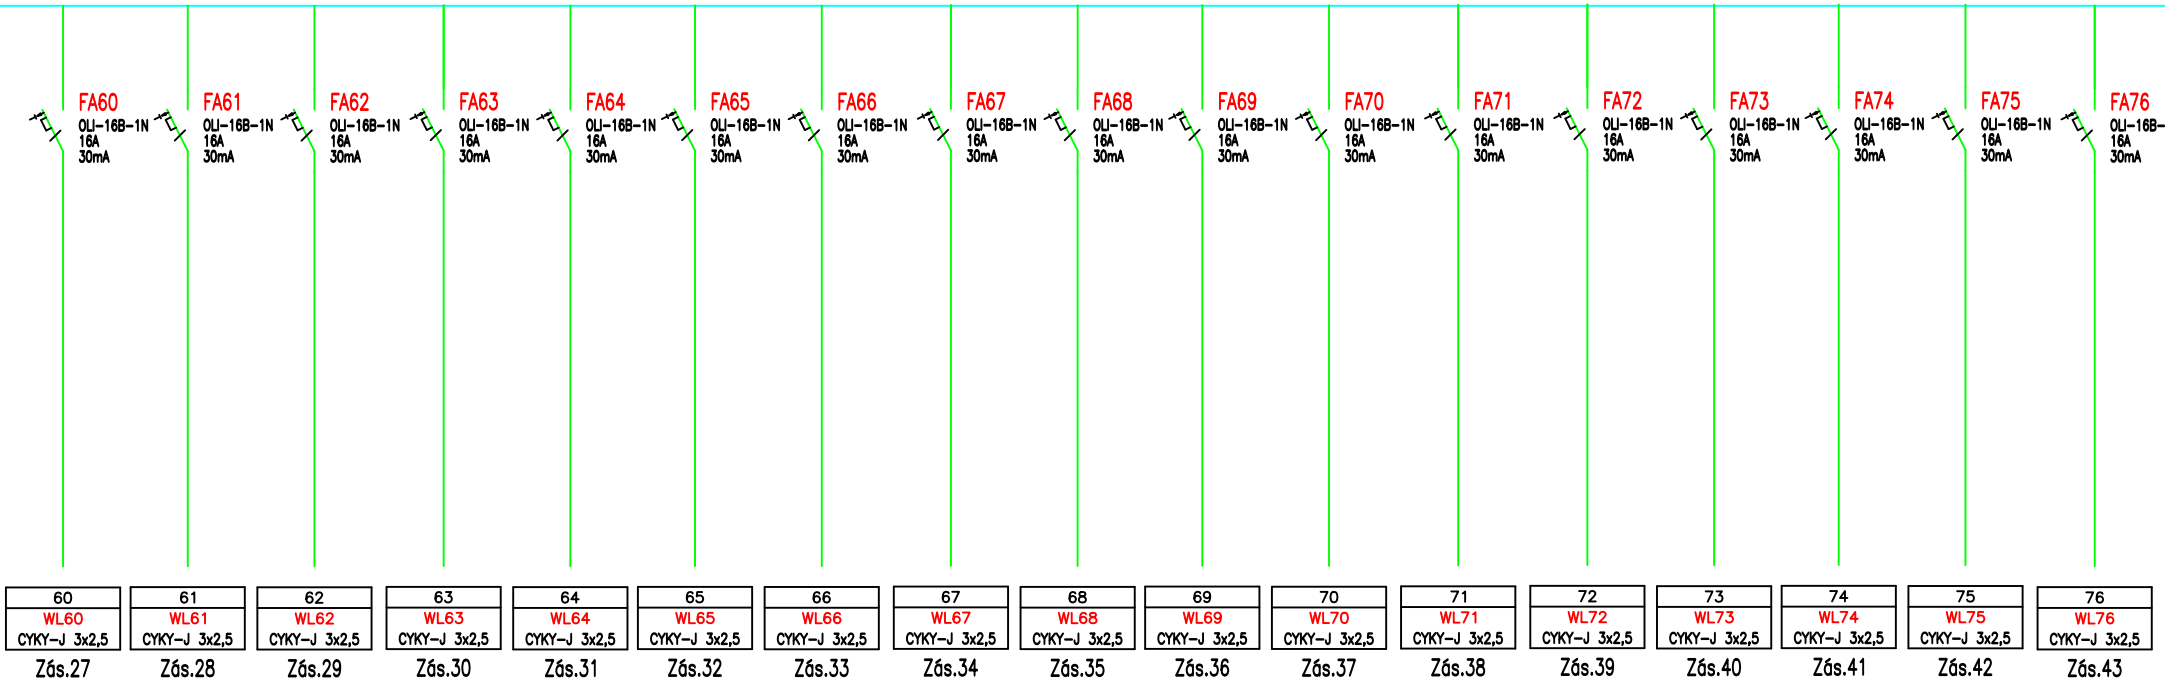 FA60
OLI-16B-1N
16A
30mA
FA61
OLI-16B-1N
16A
30mA
FA62
OLI-16B-1N
16A
30mA
FA63
OLI-16B-1N
16A
30mA
FA64
OLI-16B-1N
16A
30mA
FA65
OLI-16B-1N
16A
30mA
FA66
OLI-16B-1N
16A
30mA
FA67
OLI-16B-1N
16A
30mA
FA68
OLI-16B-1N
16A
30mA
FA69
OLI-16B-1N
16A
30mA
FA70
OLI-16B-1N
16A
30mA
FA71
OLI-16B-1N
16A
30mA
FA72
OLI-16B-1N
16A
30mA
FA73
OLI-16B-1N
16A
30mA
FA74
OLI-16B-1N
16A
30mA
FA75
OLI-16B-1N
16A
30mA
FA76
OLI-16B-
16A
30mA
60
WL60
CYKY-J 3x2,5
Zás.27
61
WL61
CYKY-J 3x2,5
Zás.28
62
WL62
CYKY-J 3x2,5
Zás.29
63
WL63
CYKY-J 3x2,5
Zás.30
64
WL64
CYKY-J 3x2,5
Zás.31
65
WL65
CYKY-J 3x2,5
Zás.32
66
WL66
CYKY-J 3x2,5
Zás.33
67
WL67
CYKY-J 3x2,5
Zás.34
68
WL68
CYKY-J 3x2,5
Zás.35
69
WL69
CYKY-J 3x2,5
Zás.36
70
WL70
CYKY-J 3x2,5
Zás.37
71
WL71
CYKY-J 3x2,5
Zás.38
72
WL72
CYKY-J 3x2,5
Zás.39
73
WL73
CYKY-J 3x2,5
Zás.40
74
WL74
CYKY-J 3x2,5
Zás.41
75
WL75
CYKY-J 3x2,5
Zás.42
76
WL76
CYKY-J 3x2,5
Zás.43